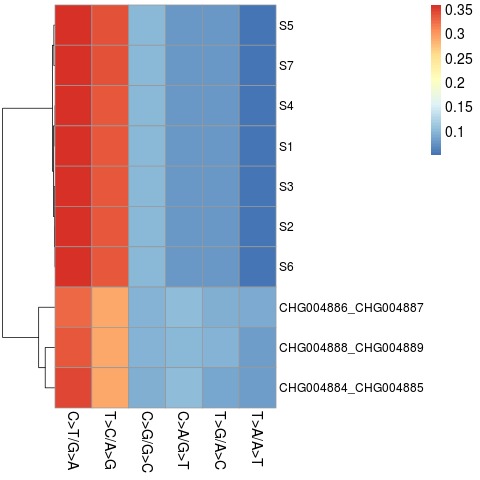 S5
S7
S4
S1
S3
S2
S6
CHG004886_CHG004887
CHG004888_CHG004889
CHG004884_CHG004885
C>T/G>A
T>C/A>G
C>G/G>C
C>A/G>T
T>G/A>C
T>A/A>T
0.35
0.3
0.25
0.2
0.15
0.1